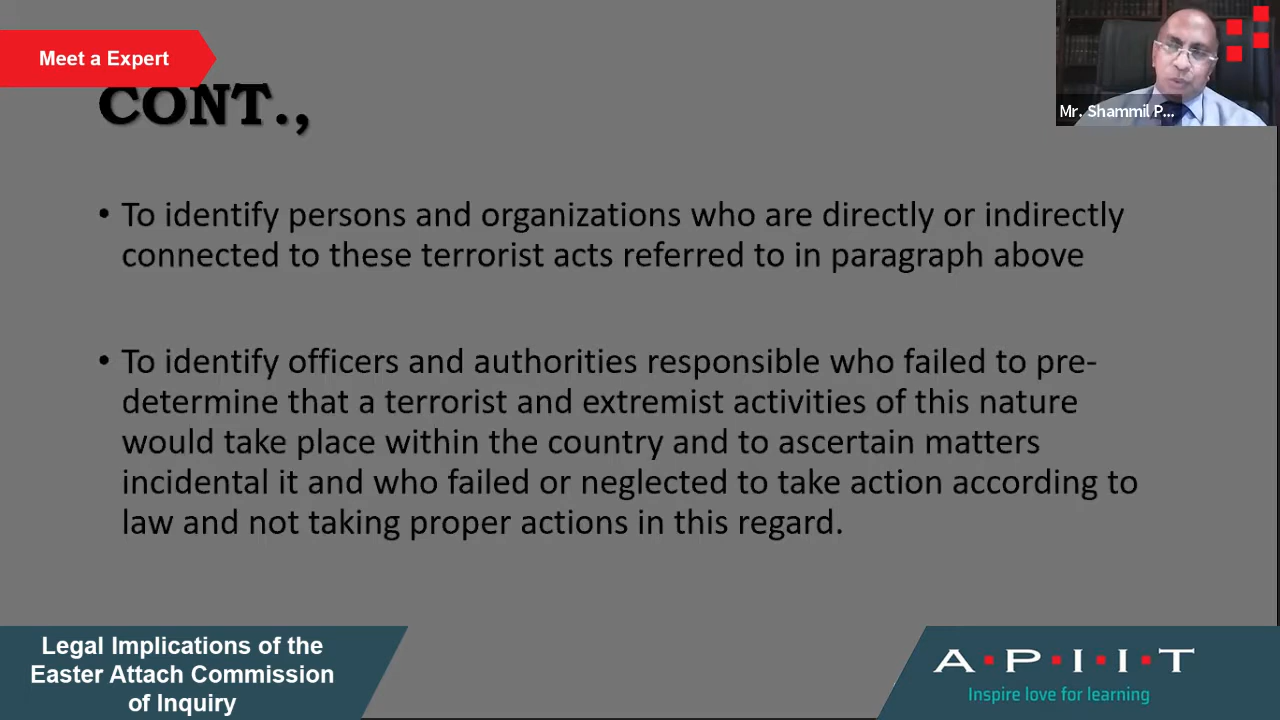 Meet a Expert
CONT.,
Mr. Shammil P...
• To identify persons and organizations who are directly or indirectly
connected to these terrorist acts referred to in paragraph above
• To identify officers and authorities responsible who failed to pre-
determine that a terrorist and extremist activities of this nature
would take place within the country and to ascertain matters
incidental it and who failed or neglected to take action according to
law and not taking proper actions in this regard.
Legal Implications of the
Easter Attach Commission
of Inquiry
A·P·I·I·T
Inspire love for learning